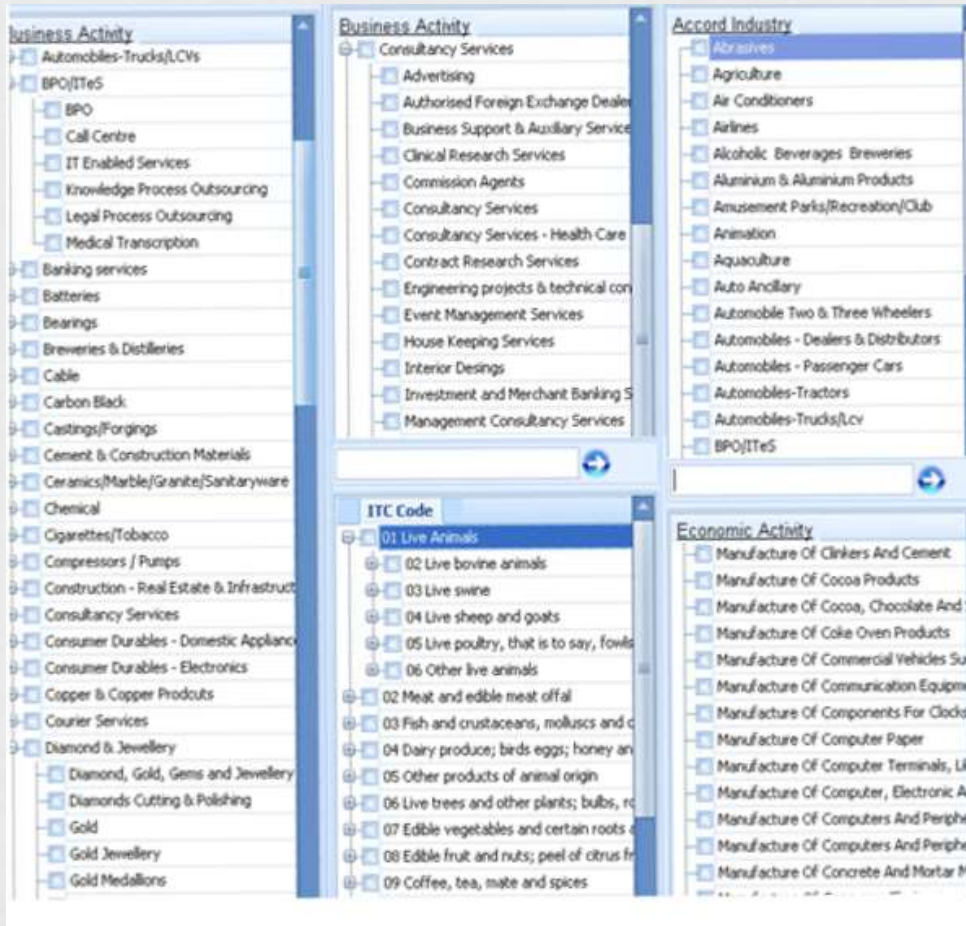 Business Activity
Automobiles-Trucks/LCVs
BPO/ITeS
BPO
Call Centre
IT Enabled Services
Knowledge Process Outsourcing
Legal Process Outsourcing
Medical Transcription
Banking services
Batteries
Bearings
Breweries & Distilleries
Cable
Carbon Black
Castings/Forgings
Cement & Construction Materials
Ceramics/Marble/Granite/Sanitaryware
Chemical
Cigarettes/Tobacco
Compressors / Pumps
Construction - Real Estate & Infrastruct
Consultancy Services
Consumer Durables - Domestic Applianc
Consumer Durables - Electronics
Copper & Copper Prodcuts
Courier Services
Diamond & Jewellery
Diamond, Gold, Gems and Jewellery
Diamonds Cutting & Polishing
Gold
Gold Jewellery
Gold Medallions
Business Activity
Consultancy Services
Advertising
Authorised Foreign Exchange Dealer
Business Support & Auxiliary Service
Clinical Research Services
Commission Agents
Consultancy Services
Consultancy Services - Health Care
Contract Research Services
Engineering projects & technical con
Event Management Services
House Keeping Services
Interior Desings
Investment and Merchant Banking S
Management Consultancy Services
ITC Code
01 Live Animals
02 Live bovine animals
03 Live swine
04 Live sheep and goats
05 Live poultry, that is to say, fowls
06 Other live animals
02 Meat and edible meat offal
03 Fish and crustaceans, molluscs and
04 Dairy produce; birds eggs; honey an
05 Other products of animal origin
06 Live trees and other plants; bulbs, ro
07 Edible vegetables and certain roots a
08 Edible fruit and nuts; peel of citrus fr
09 Coffee, tea, mate and spices
Accord Industry
Abrasives
Agriculture
Air Conditioners
Airlines
Alcoholic Beverages Breweries
Aluminium & Aluminium Products
Amusement Parks/Recreation/Club
Animation
Aquaculture
Auto Ancillary
Automobile Two & Three Wheelers
Automobiles - Dealers & Distributors
Automobiles - Passenger Cars
Automobiles-Tractors
Automobiles-Trucks/Lcv
BPO/ITeS
Economic Activity
Manufacture Of Clinkers And Cement
Manufacture Of Cocoa Products
Manufacture Of Cocoa, Chocolate And
Manufacture Of Coke Oven Products
Manufacture Of Commercial Vehicles Su
Manufacture Of Communication Equipme
Manufacture Of Components For Clocks
Manufacture Of Computer Paper
Manufacture Of Computer Terminals, Li
Manufacture Of Computer, Electronic A
Manufacture Of Computers And Periphe
Manufacture Of Computers And Periphe
Manufacture Of Concrete And Mortar M